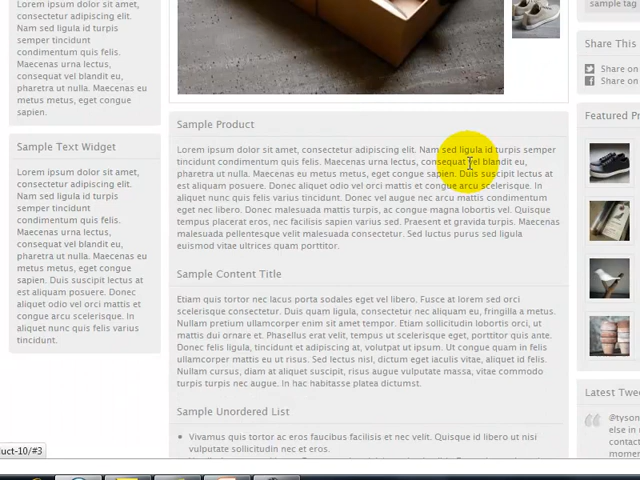 Lorem ipsum dolor sit
amet, consectetur
adipiscing elit. Donec
Nam sed ligula id turpis
semper tincidunt
condimentum quis felis.
Maecenas urna lectus,
consequat vel blandit eu,
pharetra ut nulla.
Maecenas eu metus
metus, eget congue
sapien.
Sample Text Widget
Lorem ipsum dolor sit
amet, consectetur
adipiscing elit.
Nam sed ligula id turpis
semper tincidunt
condimentum quis felis.
Maecenas urna lectus,
consequat vel blandit eu,
pharetra ut nulla.
Maecenas eu metus
metus, eget congue
sapien. Duis suscipit
lectus at est aliquam
posuere. Donec
aliquet odio vel orci
mattis et congue arcu
aliquet nunc quis felis varius
tincidunt.
Sample Product
Lorem ipsum dolor sit amet, consectetur adipiscing elit. Nam sed ligula id turpis semper
tincidunt condimentum quis felis. Maecenas urna lectus, consequat vel blandit eu,
pharetra ut nulla. Maecenas eu metus metus, eget congue sapien. Duis suscipit lectus at
est aliquam posuere. Donec aliquet odio vel orci mattis et congue arcu scelerisque. In
aliquet nunc quis felis varius tincidunt. Donec vel augue nunc mattis condimentum
eget nec libero. Donec malesuada mattis turpis, ac congue magna lobortis vel. Quisque
tempus placerat eros, nec facilisis sapien varius sed. Praesent et gravida turpis. Maecenas
malesuada pellentesque velit malesuada consectetur. Sed luctus purus sed ligula
euismod vitae ultrices quam porttitor.
Sample Content Title
Etiam quis tortor nec lacus porta sodales eget vel libero. Fusce at lorem sed orci
scelerisque consectetur. Duis quam ligula, consectetur nec aliquam eu, fringilla a metus.
Nullam pretium ullamcorper enim sit amet tempor. Etiam sollicitudin lobortis orci, ut
mattis dui ornare et. Phasellus erat velit, tempus ut suscipit eget, porttitor quis ante.
Donec tortor elit, tincidunt et adipiscing at, volutpat ut ipsum. Ut congue quam in felis
ullamcorper mattis eu ut risus. Sed lectus nisl, dictum eget iaculis vitae, aliquet id felis.
Nullam cursus, diam at aliquet suscipit, risus augue vulputate massa, vitae commodo
turpis turpis nec augue. In hac habitasse platea dictumst.
Sample Unordered List
Vivamus quis tortor ac eros faucibus facilisis et nec velit. Quisque id libero ut nisi
vulputate sollicitudin nec et eros.
sample tag
Share This
Share on
Share on
Featured Pr
Latest Twee
@tyson
else in r
content
momen
uct-10/#3